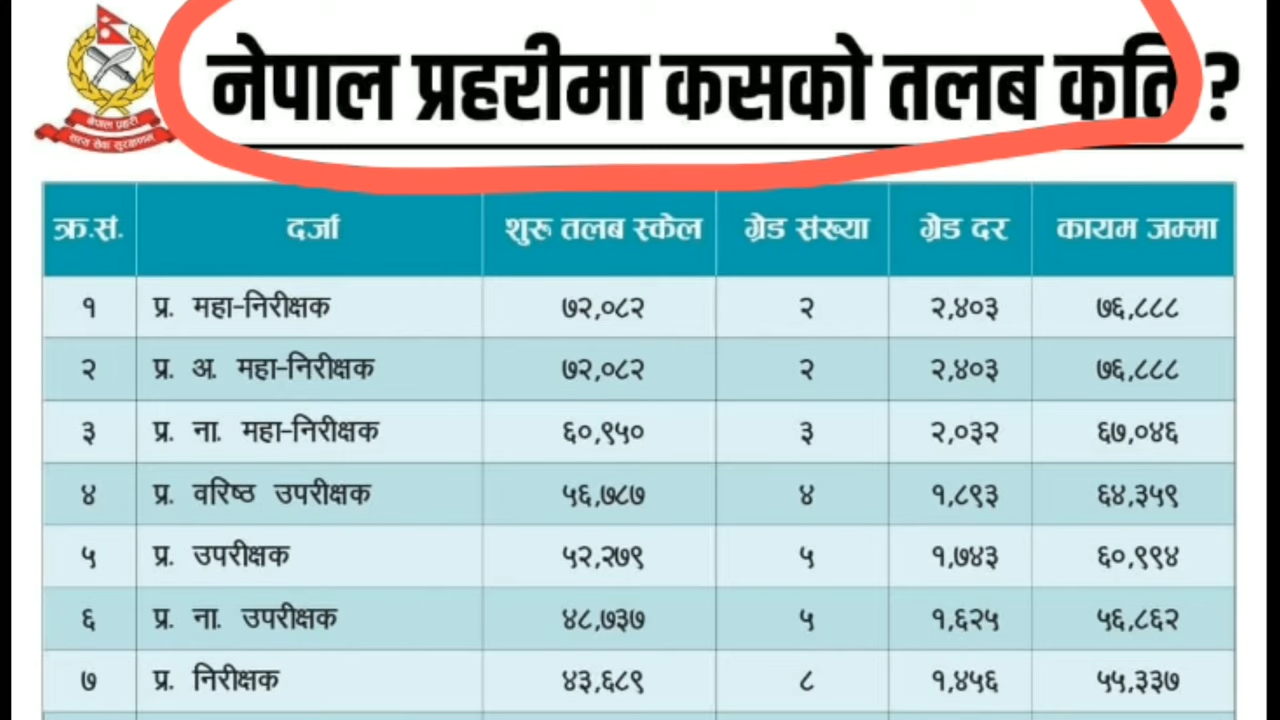 नेपाल प्रहरीमा कसको तलब कति ?
नेपाल प्रहरी
सत्य सेवा सुरक्षणम्
क्र.सं. दर्जा शुरू तलब स्केल ग्रेड संख्या ग्रेड दर कायम जम्मा
१ प्र. महा-निरीक्षक ७२,०८२ २ २,४०३ ७६,८८८
२ प्र. अ. महा-निरीक्षक ७२,०८२ २ २,४०३ ७६,८८८
३ प्र. ना. महा-निरीक्षक ६०,९५० ३ २,०३२ ६७,०४६
४ प्र. वरिष्ठ उपरीक्षक ५६,७८७ ४ १,८९३ ६४,३५९
५ प्र. उपरीक्षक ५२,२७९ ५ १,७४३ ६०,९९४
६ प्र. ना. उपरीक्षक ४८,७३७ ५ १,६२५ ५६,८६२
७ प्र. निरीक्षक ४३,६८९ ८ १,४५६ ५५,३३७